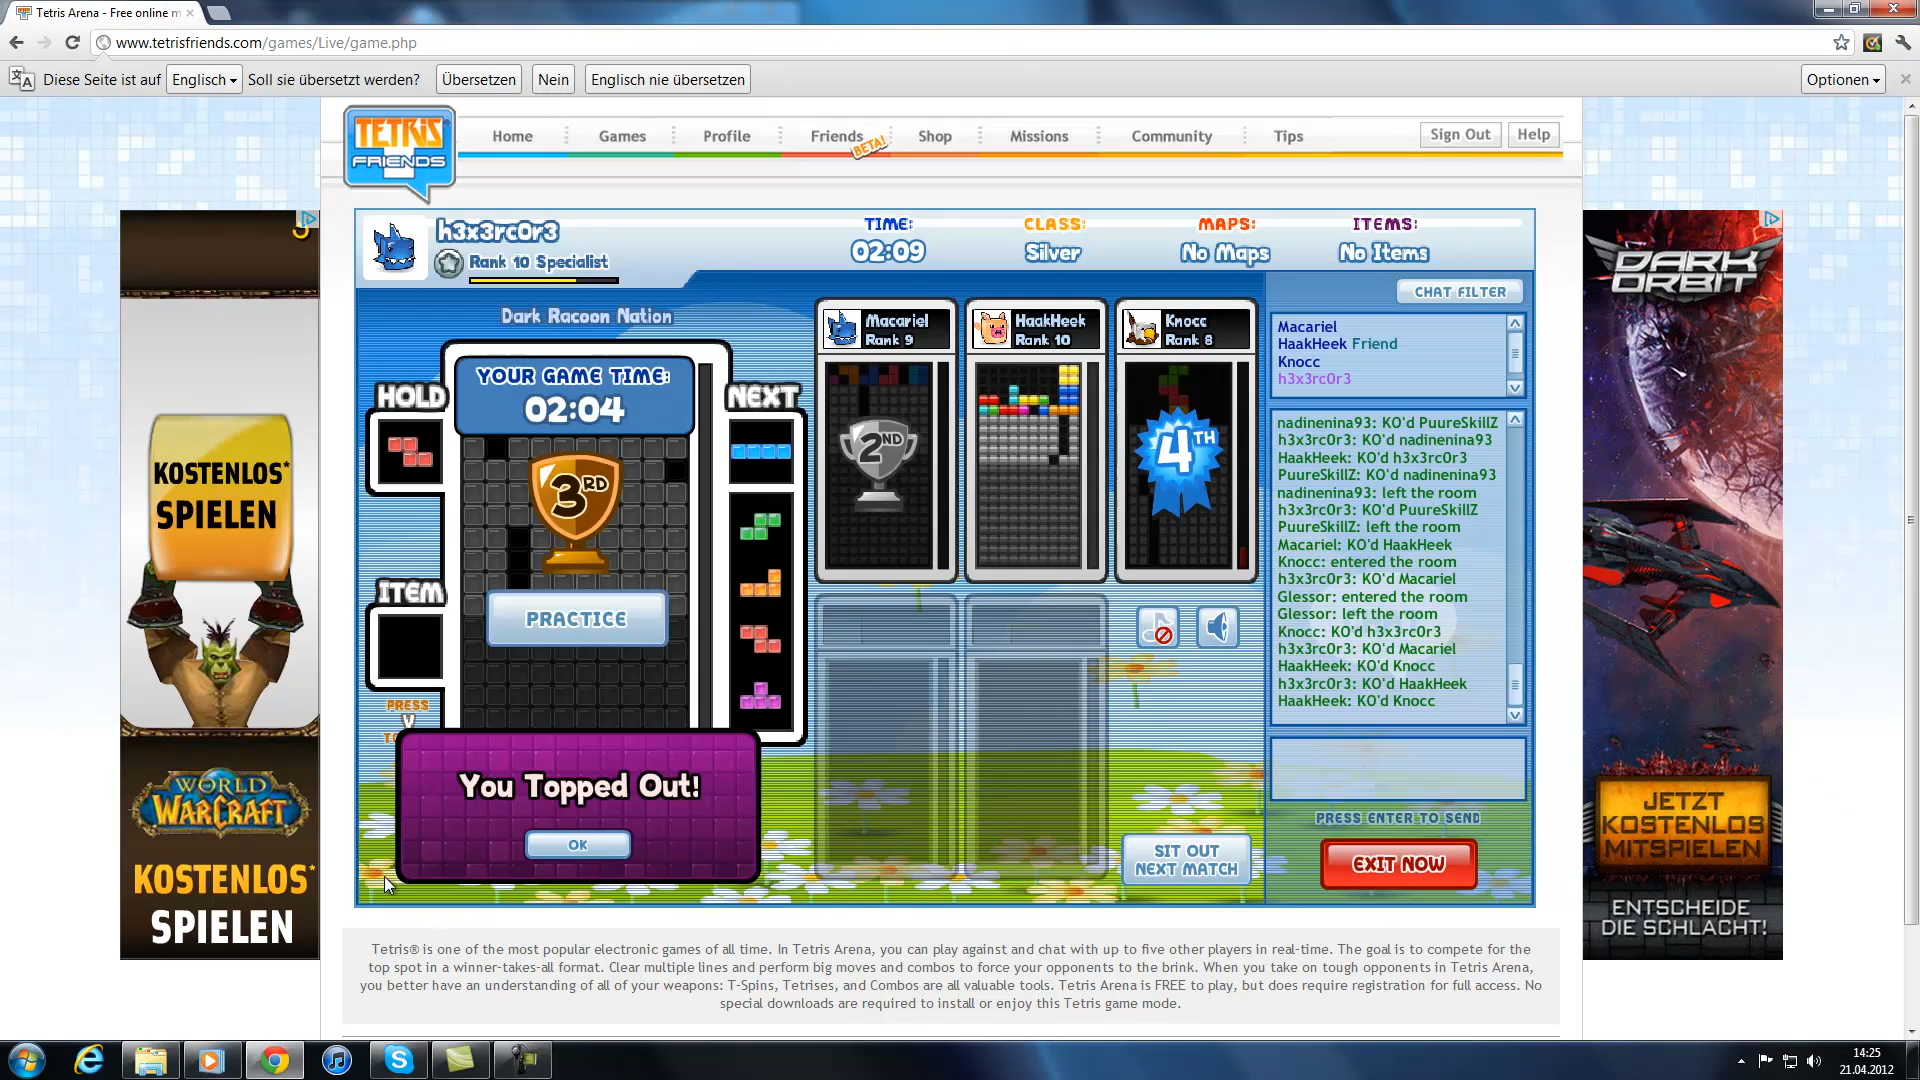 Tetris Arena - Free online m
www.tetrisfriends.com/games/Live/game.php
Diese Seite ist auf Englisch Soll sie übersetzt werden? Übersetzen Nein Englisch nie übersetzen Optionen
TETRIS FRIENDS
Home Games Profile Friends BETA! Shop Missions Community Tips Sign Out Help
h3x3rc0r3
Rank 10 Specialist
TIME: 02:09
CLASS: Silver
MAPS: No Maps
ITEMS: No Items
Dark Racoon Nation
YOUR GAME TIME:
02:04
HOLD
NEXT
3RD
PRACTICE
ITEM
PRESS
V
You Topped Out!
OK
Macariel
Rank 9
2ND
HaakHeek
Rank 10
Knocc
Rank 8
4TH
SIT OUT
NEXT MATCH
CHAT FILTER
Macariel
HaakHeek Friend
Knocc
h3x3rc0r3
nadinenina93: KO'd PuureSkillZ
h3x3rc0r3: KO'd nadinenina93
HaakHeek: KO'd h3x3rc0r3
PuureSkillZ: KO'd nadinenina93
nadinenina93: left the room
h3x3rc0r3: KO'd PuureSkillZ
PuureSkillZ: left the room
Macariel: KO'd HaakHeek
Knocc: entered the room
h3x3rc0r3: KO'd Macariel
Glessor: entered the room
Glessor: left the room
Knocc: KO'd h3x3rc0r3
h3x3rc0r3: KO'd Macariel
HaakHeek: KO'd Knocc
h3x3rc0r3: KO'd HaakHeek
HaakHeek: KO'd Knocc
PRESS ENTER TO SEND
EXIT NOW
KOSTENLOS*
SPIELEN
WORLD
WARCRAFT
KOSTENLOS*
SPIELEN
DARK
ORBIT
JETZT
KOSTENLOS
MITSPIELEN
ENTSCHEIDE
DIE SCHLACHT!
Tetris® is one of the most popular electronic games of all time. In Tetris Arena, you can play against and chat with up to five other players in real-time. The goal is to compete for the
top spot in a winner-takes-all format. Clear multiple lines and perform big moves and combos to force your opponents to the brink. When you take on tough opponents in Tetris Arena,
you better have an understanding of all of your weapons: T-Spins, Tetrises, and Combos are all valuable tools. Tetris Arena is FREE to play, but does require registration for full access. No
special downloads are required to install or enjoy this Tetris game mode.
14:25
21.04.2012